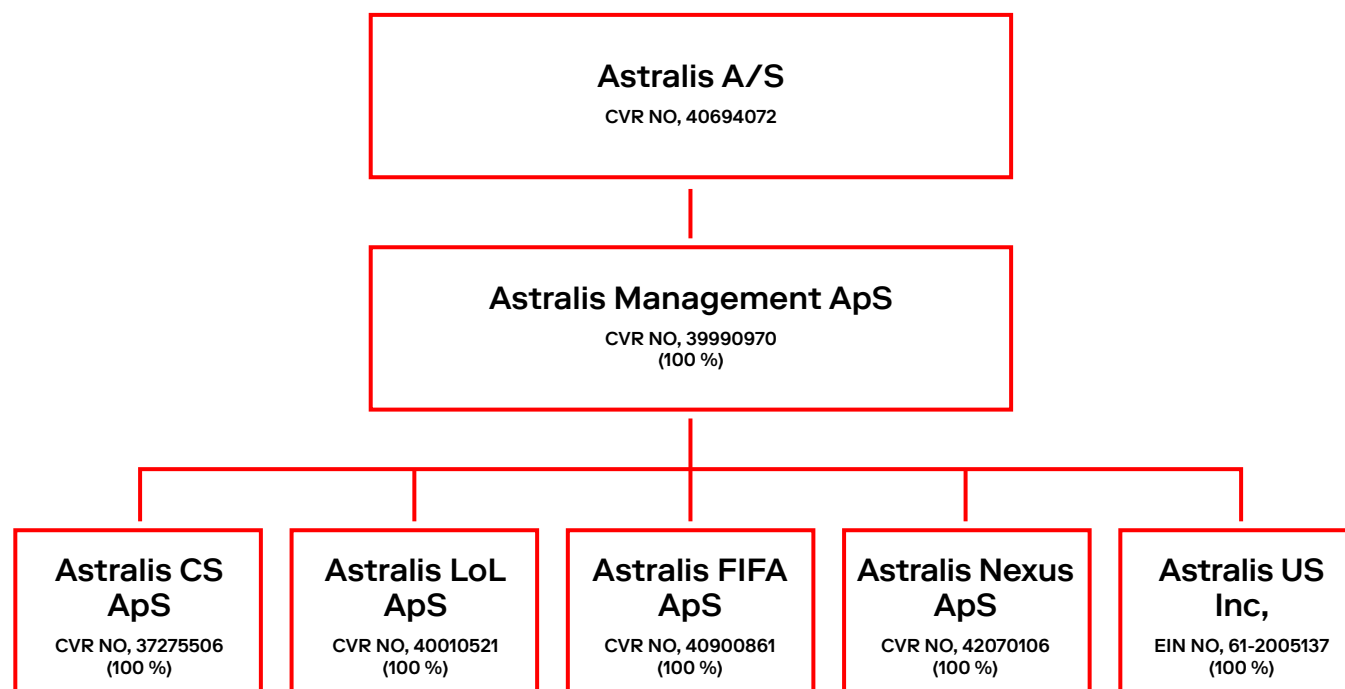 Astralis A/S
CVR NO, 40694072
Astralis Management ApS
CVR NO, 39990970
(100 %)
Astralis CS
ApS
CVR NO, 37275506
(100 %)
Astralis LoL
ApS
CVR NO, 40010521
(100 %)
Astralis FIFA
ApS
CVR NO, 40900861
(100 %)
Astralis Nexus
ApS
CVR NO, 42070106
(100 %)
Astralis US
Inc,
EIN NO, 61-2005137
(100 %)